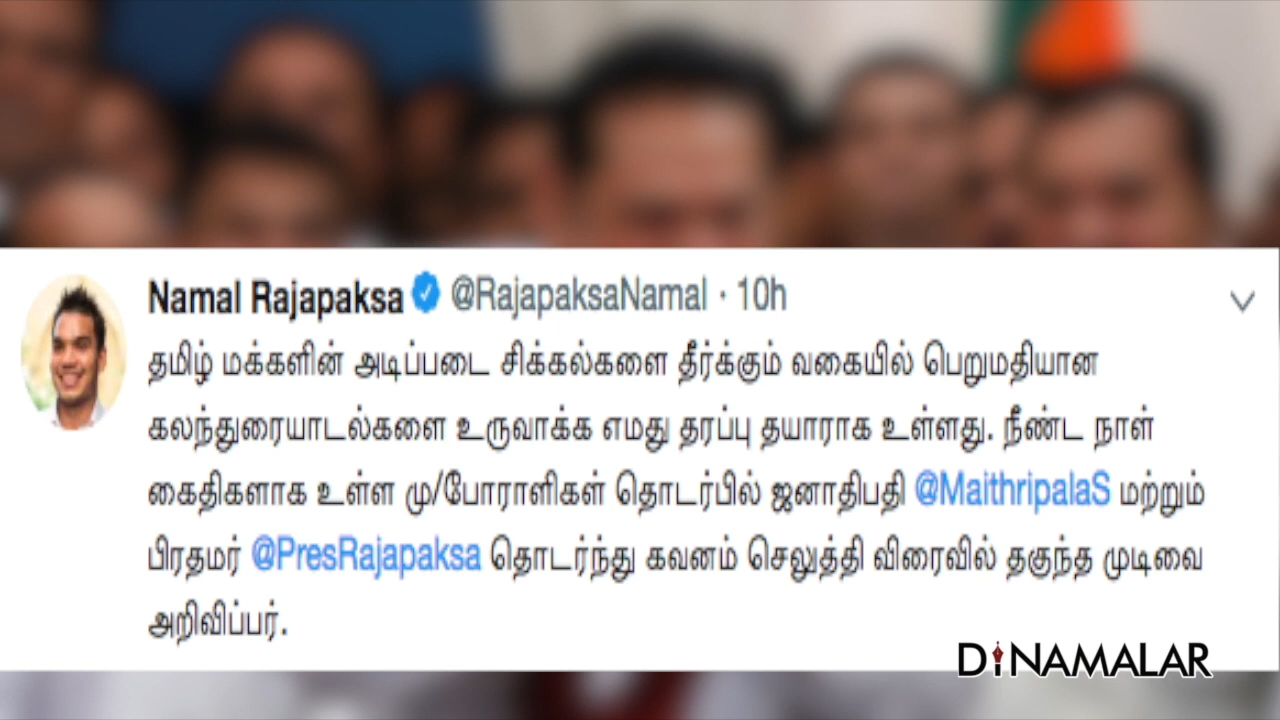 Namal Rajapaksa @RajapaksaNamal · 10h
தமிழ் மக்களின் அடிப்படை சிக்கல்களை தீர்க்கும் வகையில் பெறுமதியான
கலந்துரையாடல்களை உருவாக்க எமது தரப்பு தயாராக உள்ளது. நீண்ட நாள்
கைதிகளாக உள்ள மு/போராளிகள் தொடர்பில் ஜனாதிபதி @MaithripalaS மற்றும்
பிரதமர் @PresRajapaksa தொடர்ந்து கவனம் செலுத்தி விரைவில் தகுந்த முடிவை
அறிவிப்பர்.
DINAMALAR